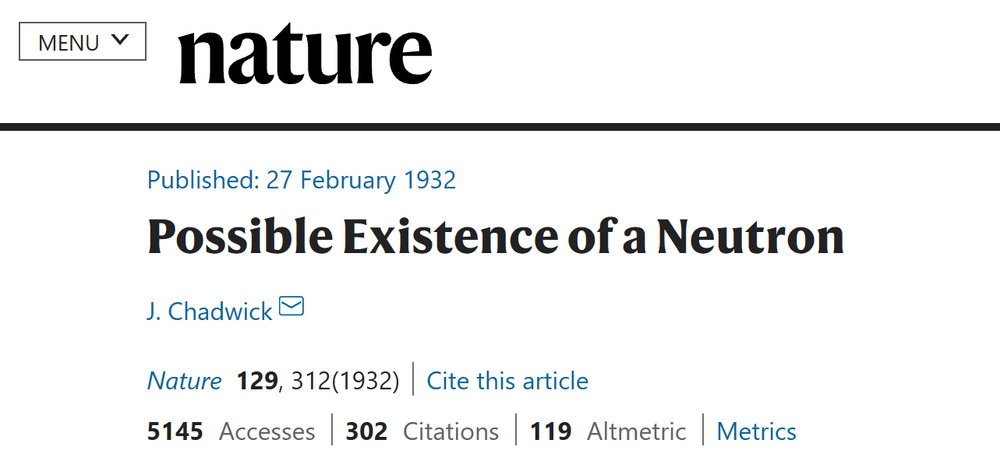 MENU nature
Published: 27 February 1932
Possible Existence of a Neutron
J. Chadwick
Nature 129, 312(1932) Cite this article
5145 Accesses 302 Citations 119 Altmetric Metrics